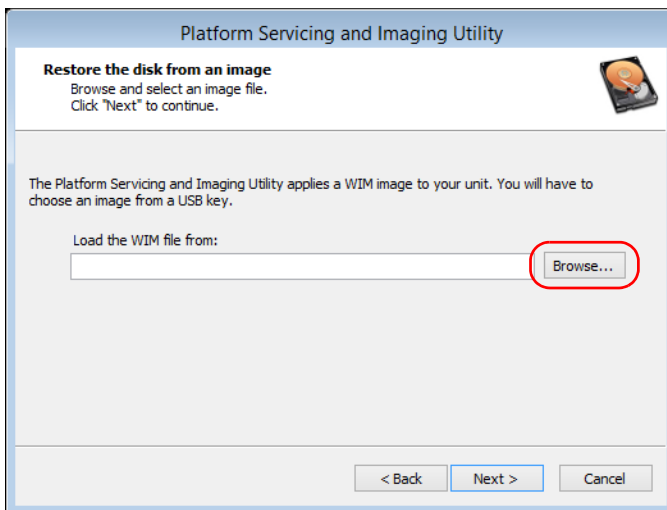 Platform Servicing and Imaging Utility
Restore the disk from an image
Browse and select an image file.
Click "Next" to continue.
The Platform Servicing and Imaging Utility applies a WIM image to your unit. You will have to
choose an image from a USB key.
Load the WIM file from:
Browse...
< Back Next > Cancel